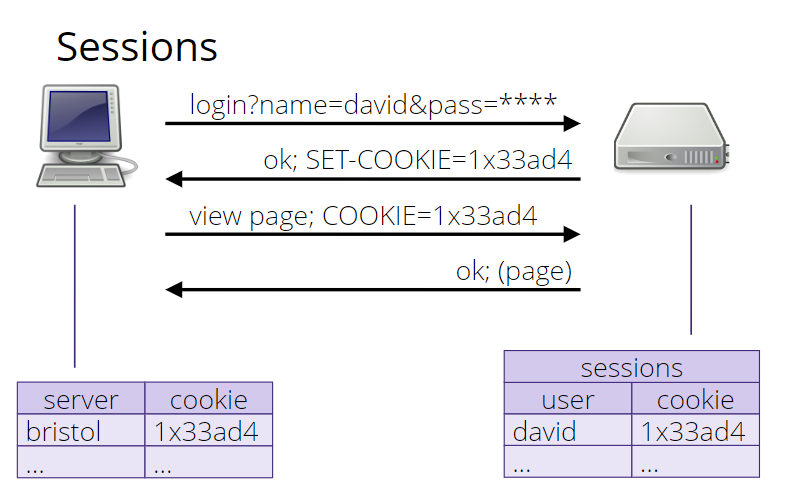 Sessions
login?name=david&pass=****
ok; SET-COOKIE=1x33ad4
view page; COOKIE=1x33ad4
ok; (page)
server cookie
bristol 1x33ad4
... ...
sessions
user cookie
david 1x33ad4
... ...